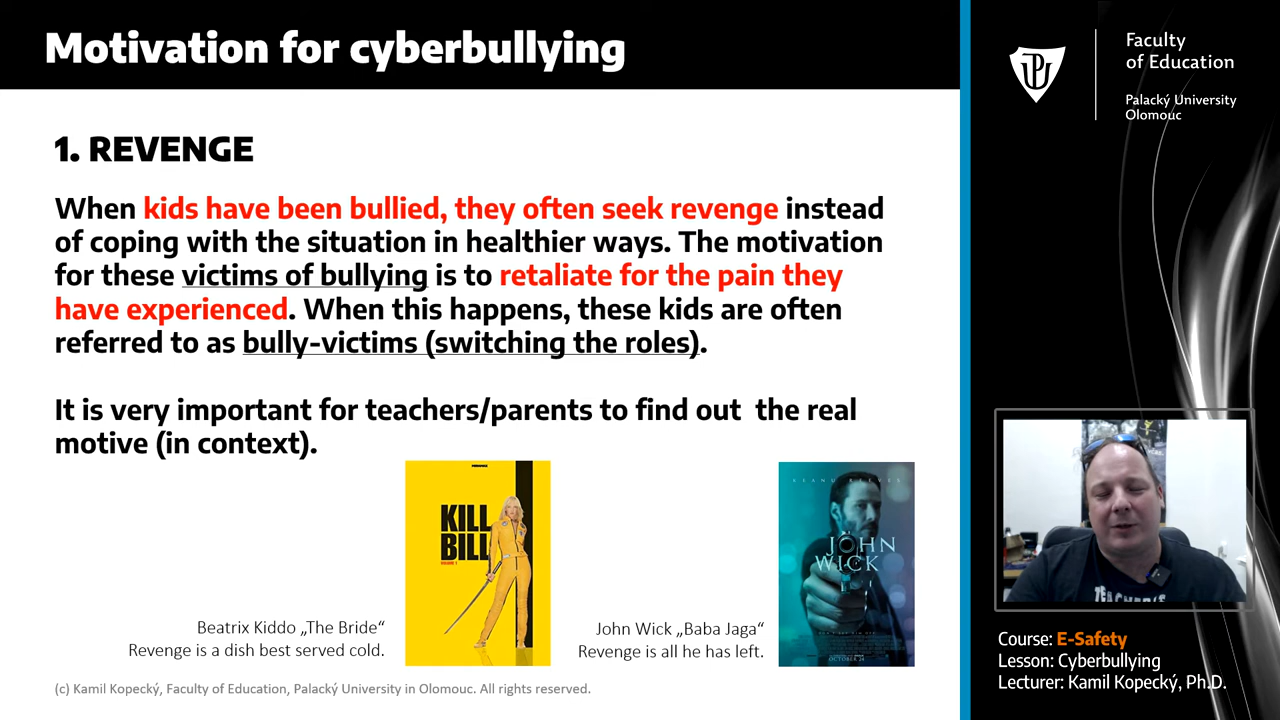 Motivation for cyberbullying
1. REVENGE
When kids have been bullied, they often seek revenge instead
of coping with the situation in healthier ways. The motivation
for these victims of bullying is to retaliate for the pain they
have experienced. When this happens, these kids are often
referred to as bully-victims (switching the roles).
It is very important for teachers/parents to find out  the real
motive (in context).
KILL
BILL
Beatrix Kiddo „The Bride“
Revenge is a dish best served cold.
KEANU REEVES
JOHN
WICK
OCTOBER 24
John Wick „Baba Jaga“
Revenge is all he has left.
(c) Kamil Kopecký, Faculty of Education, Palacký University in Olomouc. All rights reserved.
Faculty
of Education
Palacký University
Olomouc
Course: E-Safety
Lesson: Cyberbullying
Lecturer: Kamil Kopecký, Ph.D.